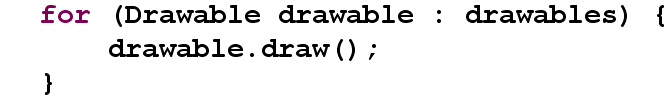 for (Drawable drawable : drawables) {
    drawable.draw();
}